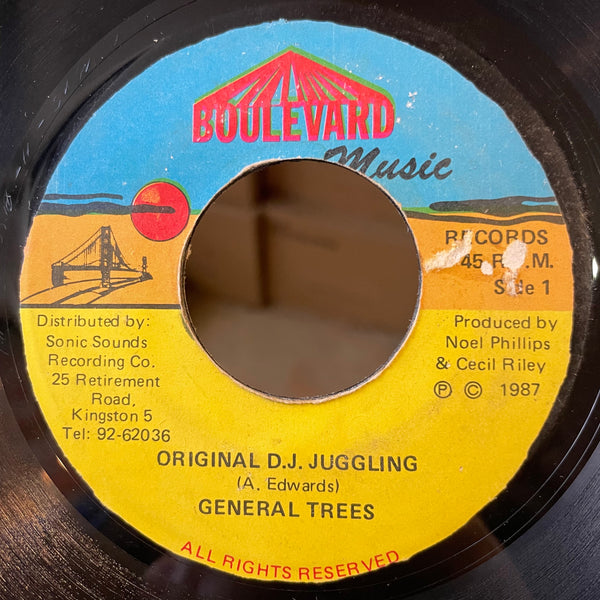 BOULEVARD
Music
RECORDS
45 R.P.M.
Side 1
Distributed by:
Sonic Sounds
Recording Co.
25 Retirement
Road,
Kingston 5
Tel: 92-62036
Produced by
Noel Phillips
& Cecil Riley
Ⓟ © 1987
ORIGINAL D.J. JUGGLING
(A. Edwards)
GENERAL TREES
ALL RIGHTS RESERVED